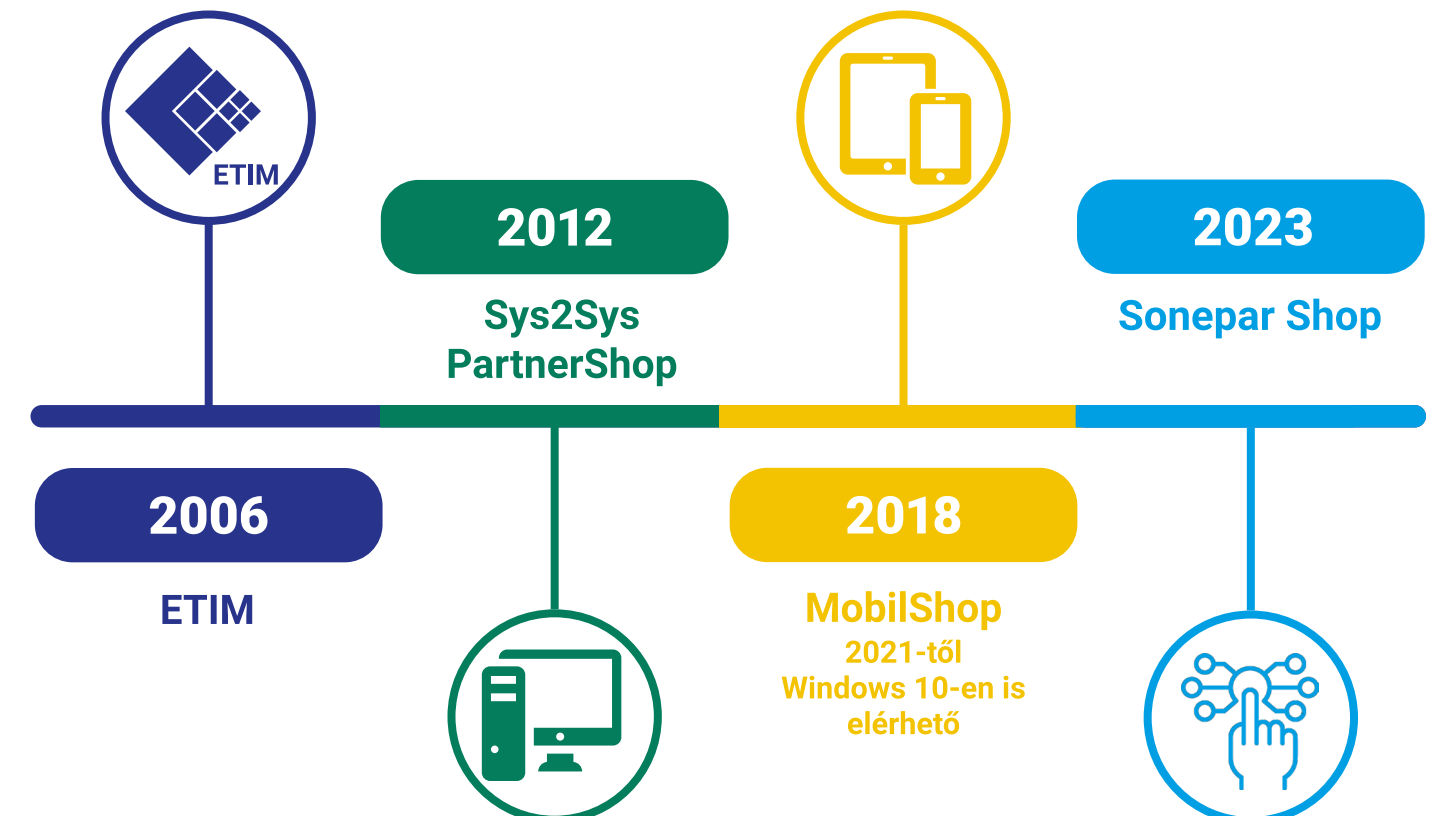 ETIM
2006
ETIM
2012
Sys2Sys
PartnerShop
2018
MobilShop
2021-től
Windows 10-en is
elérhető
2023
Sonepar Shop